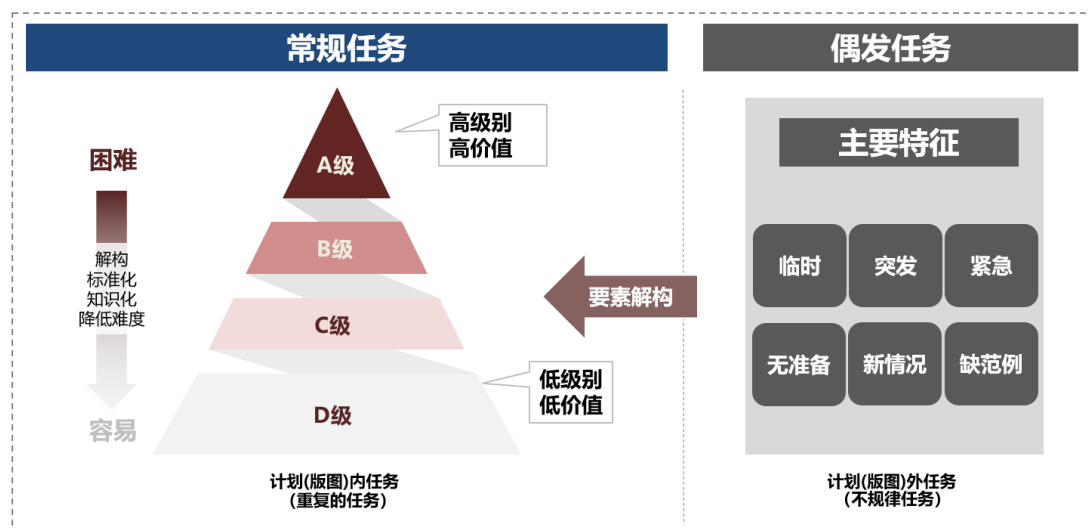 常规任务
偶发任务
高级别
高价值
困难
A级
B级
C级
D级
解构
标准化
知识化
降低难度
容易
低级别
低价值
要素解构
主要特征
临时
突发
紧急
无准备
新情况
缺范例
计划(版图)内任务
(重复的任务)
计划(版图)外任务
(不规律任务)